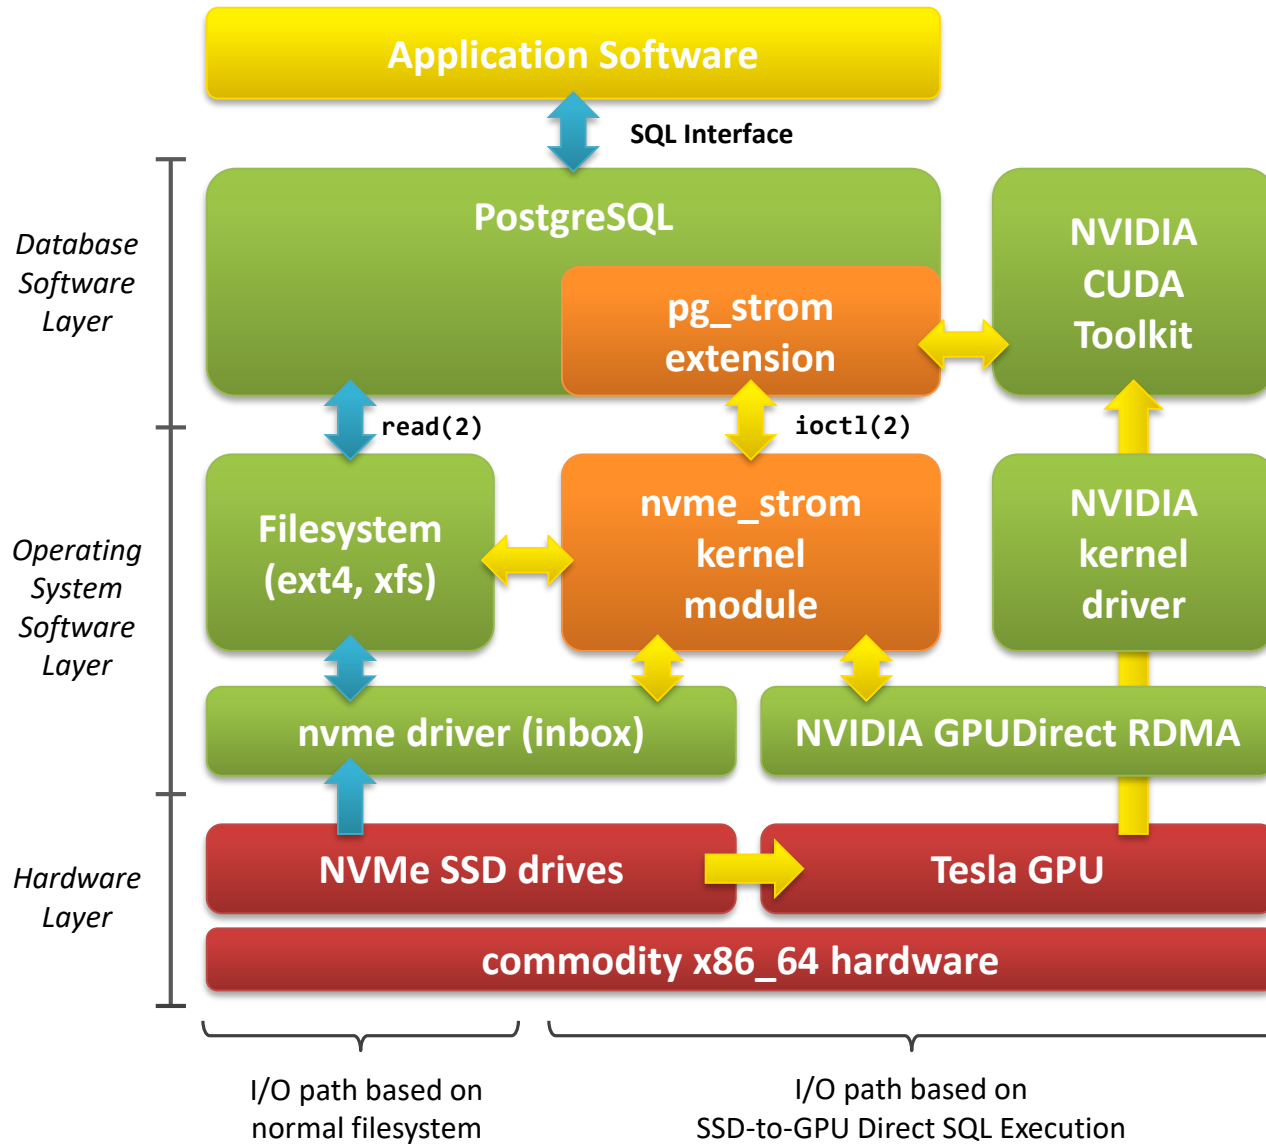 Application Software
SQL Interface
Database
Software
Layer
PostgreSQL
pg_strom
extension
NVIDIA
CUDA
Toolkit
read(2)
ioctl(2)
Operating
System
Software
Layer
Filesystem
(ext4, xfs)
nvme_strom
kernel
module
NVIDIA
kernel
driver
nvme driver (inbox)
NVIDIA GPUDirect RDMA
Hardware
Layer
NVMe SSD drives
Tesla GPU
commodity x86_64 hardware
I/O path based on
normal filesystem
I/O path based on
SSD-to-GPU Direct SQL Execution